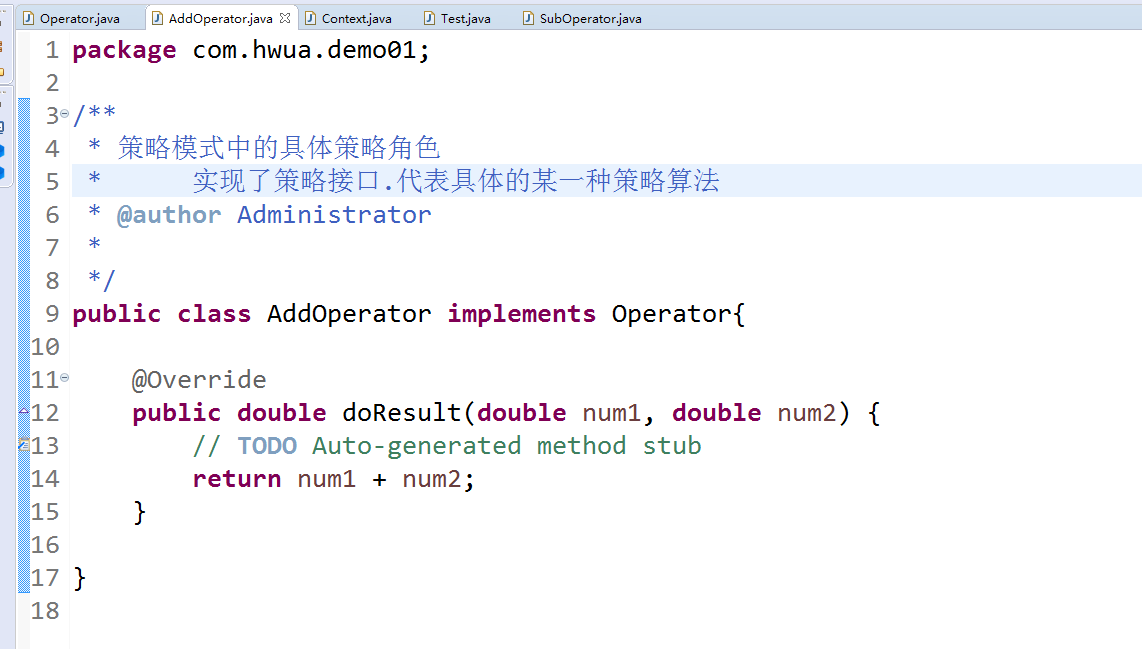 Operator.java AddOperator.java Context.java Test.java SubOperator.java
1 package com.hwua.demo01;
2
3 /**
4 * 策略模式中的具体策略角色
5 * 实现了策略接口.代表具体的某一种策略算法
6 * @author Administrator
7 *
8 */
9 public class AddOperator implements Operator{
10
11 @Override
12 public double doResult(double num1, double num2) {
13 // TODO Auto-generated method stub
14 return num1 + num2;
15 }
16
17 }
18